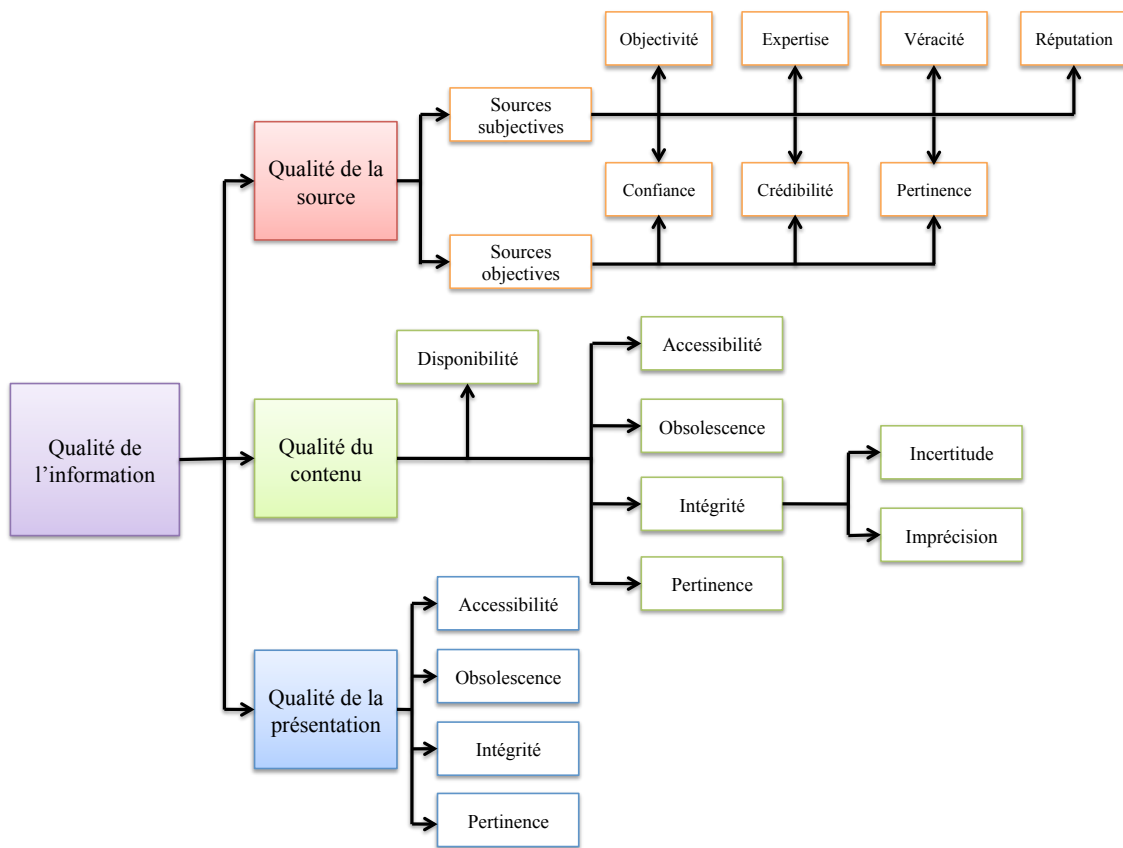 Objectivité
Expertise
Véracité
Réputation
Sources
subjectives
Qualité de la
source
Confiance
Crédibilité
Pertinence
Sources
objectives
Disponibilité
Accessibilité
Obsolescence
Qualité de
l’information
Qualité du
contenu
Intégrité
Incertitude
Imprécision
Pertinence
Accessibilité
Qualité de la
présentation
Obsolescence
Intégrité
Pertinence